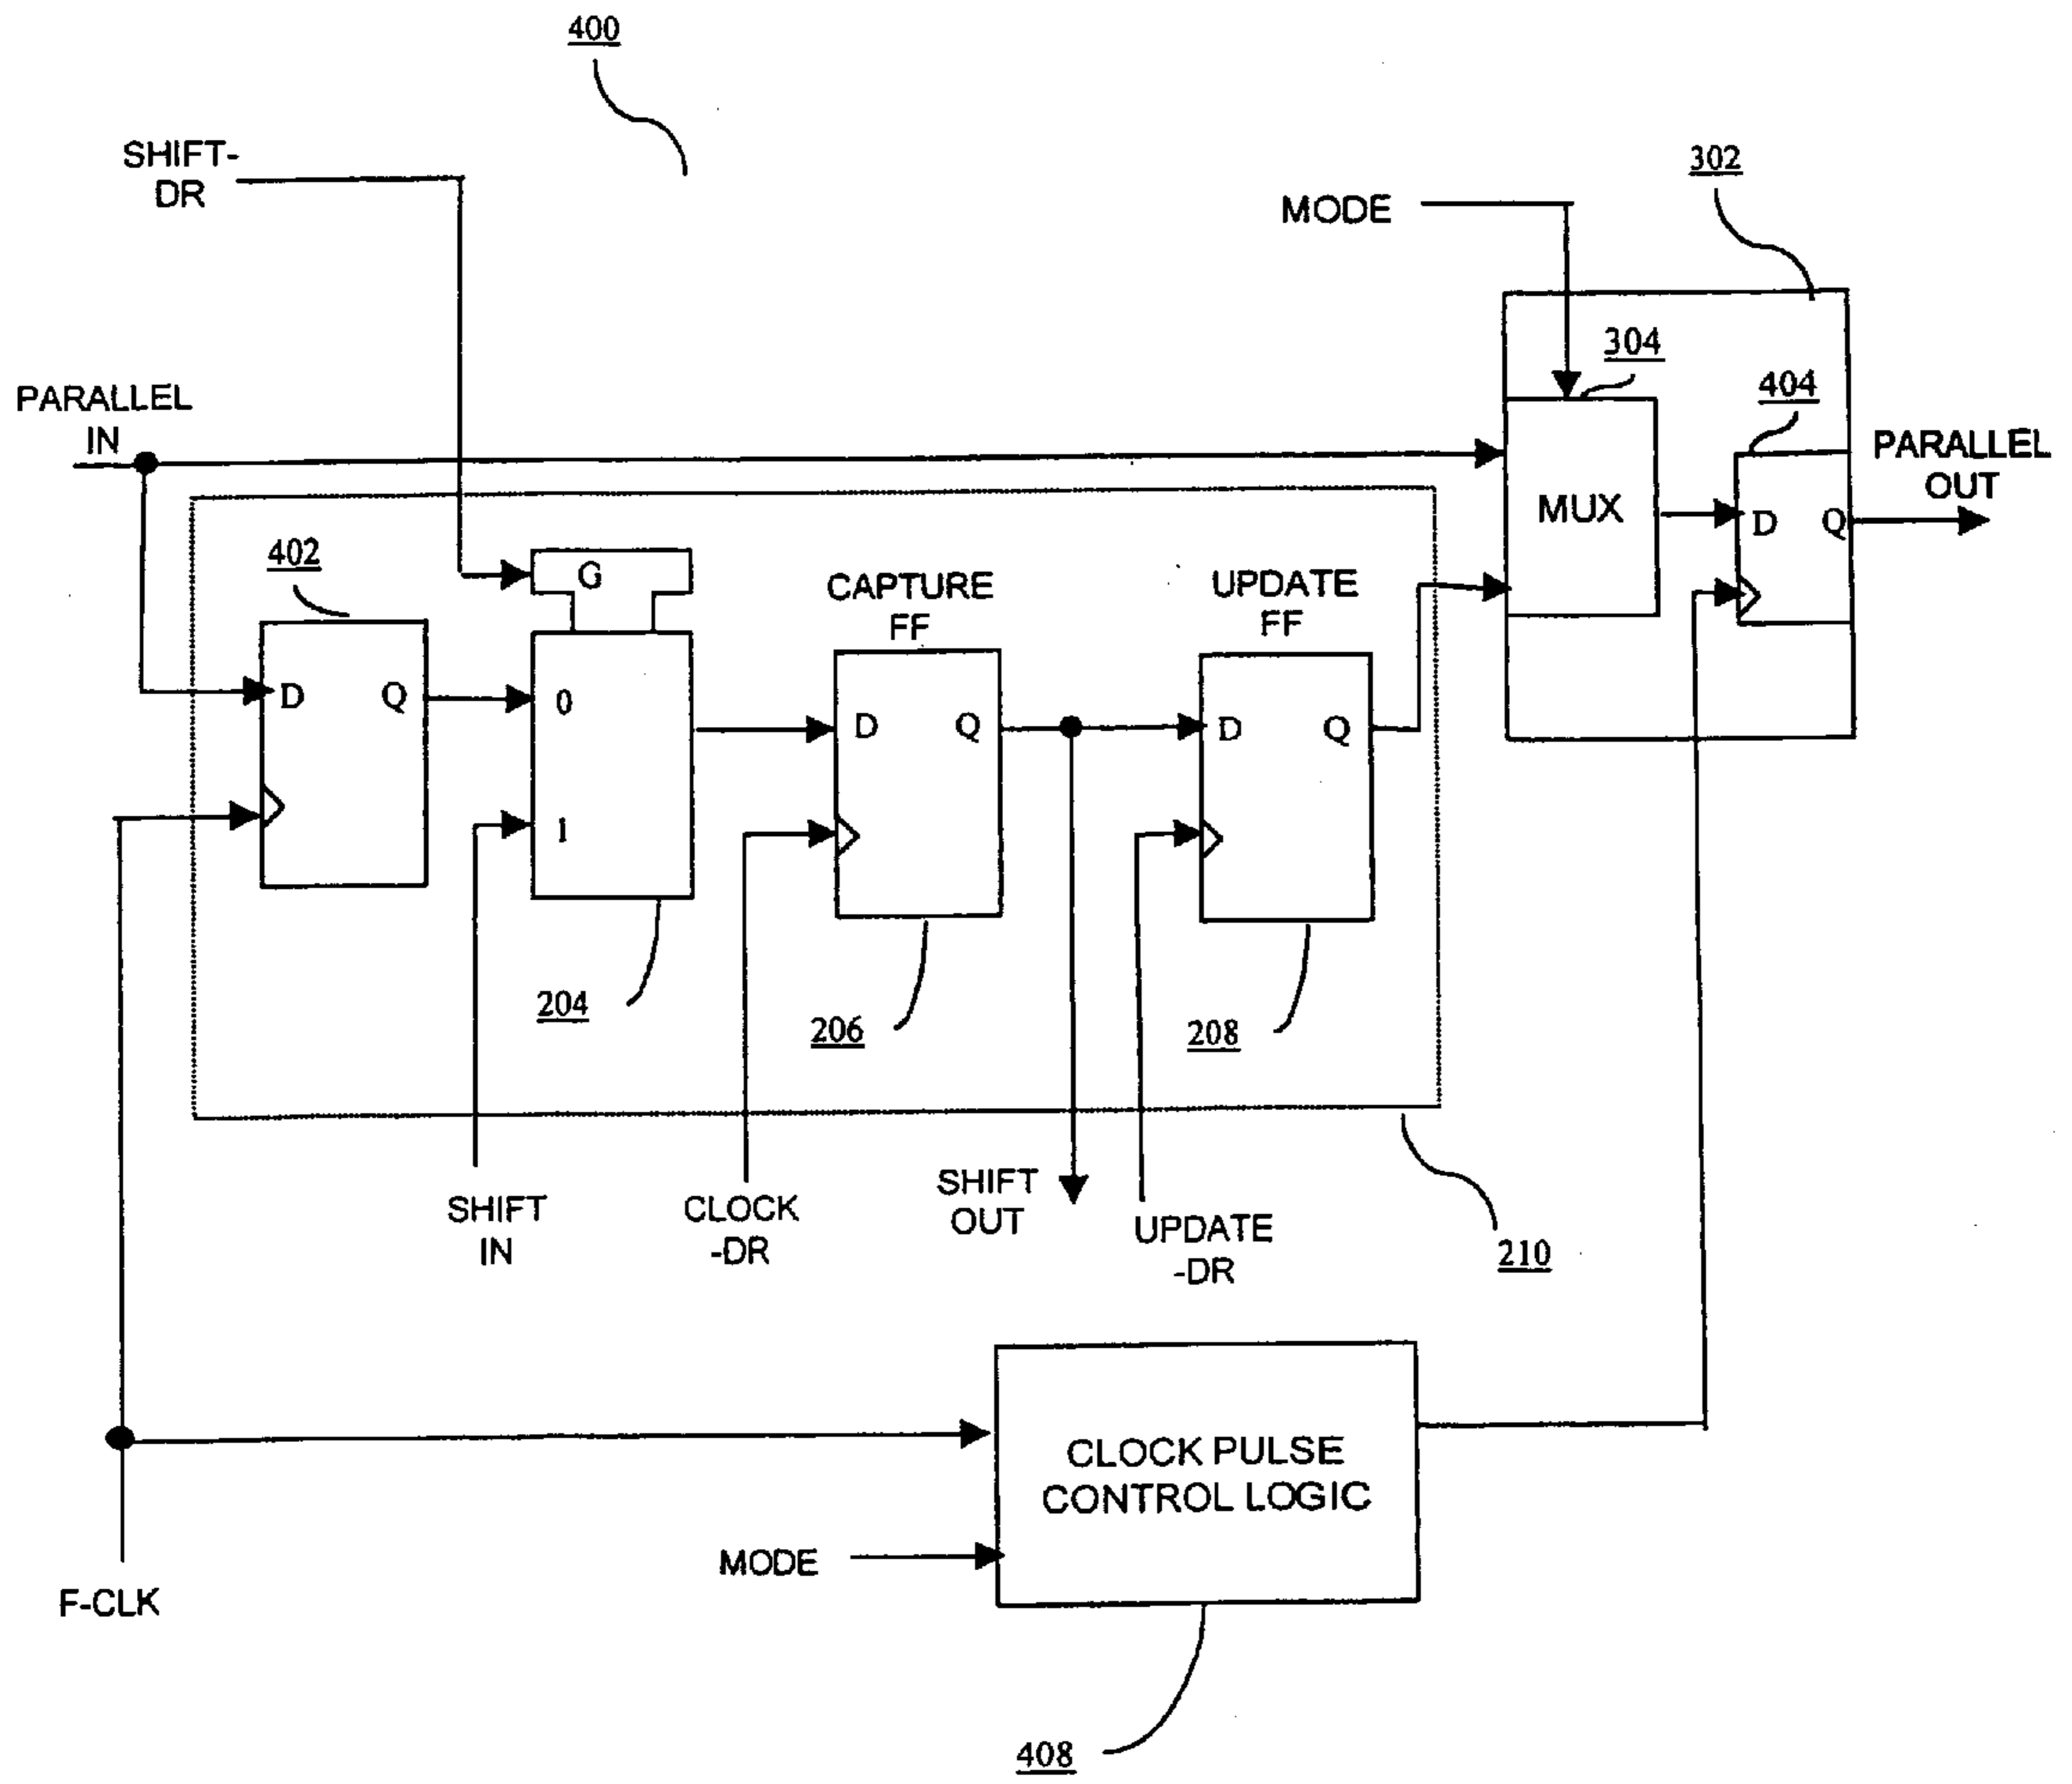 400
SHIFT-
DR
302
MODE
304
404
PARALLEL
IN
PARALLEL
OUT
MUX
D
Q
402
G
CAPTURE
FF
UPDATE
FF
D
Q
0
1
D
Q
D
Q
204
206
208
SHIFT
IN
CLOCK
-DR
SHIFT
OUT
UPDATE
-DR
210
CLOCK PULSE
CONTROL LOGIC
MODE
F-CLK
408